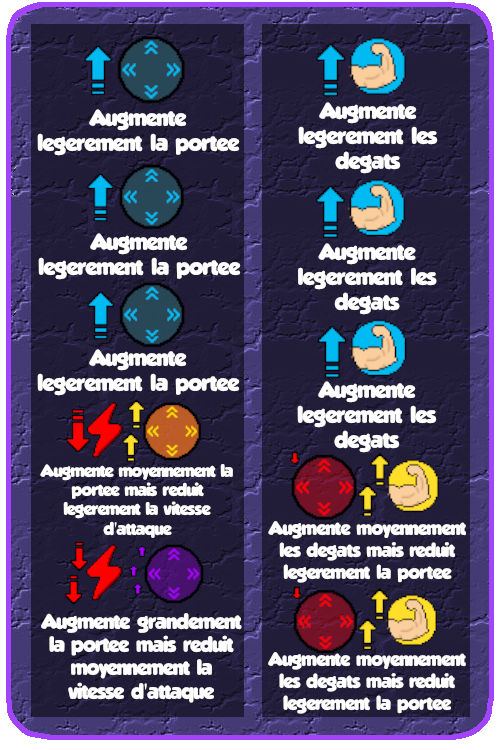 Augmente
legerement la portee
Augmente
legerement la portee
Augmente
legerement la portee
Augmente moyennement la
portee mais reduit
legerement la vitesse
d'attaque
Augmente grandement
la portee mais reduit
moyennement la
vitesse d'attaque
Augmente
legerement les
degats
Augmente
legerement les
degats
Augmente
legerement les
degats
Augmente moyennement
les degats mais reduit
legerement la portee
Augmente moyennement
les degats mais reduit
legerement la portee